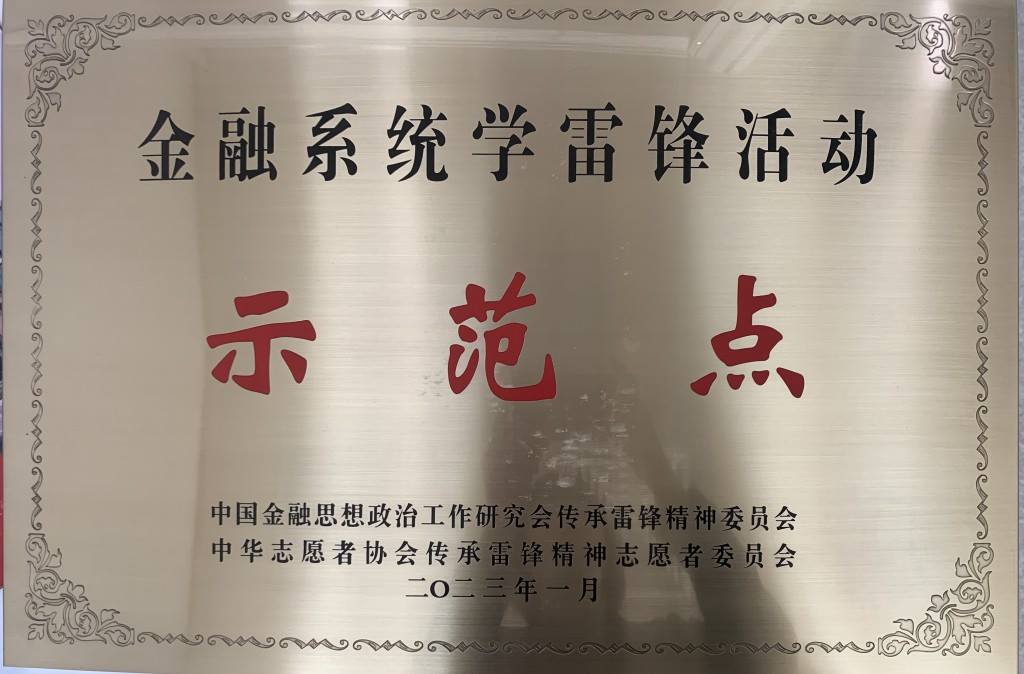 金融系统学雷锋活动
示范点
中国金融思想政治工作研究会传承雷锋精神委员会
中华志愿者协会传承雷锋精神志愿者委员会
二〇二三年一月